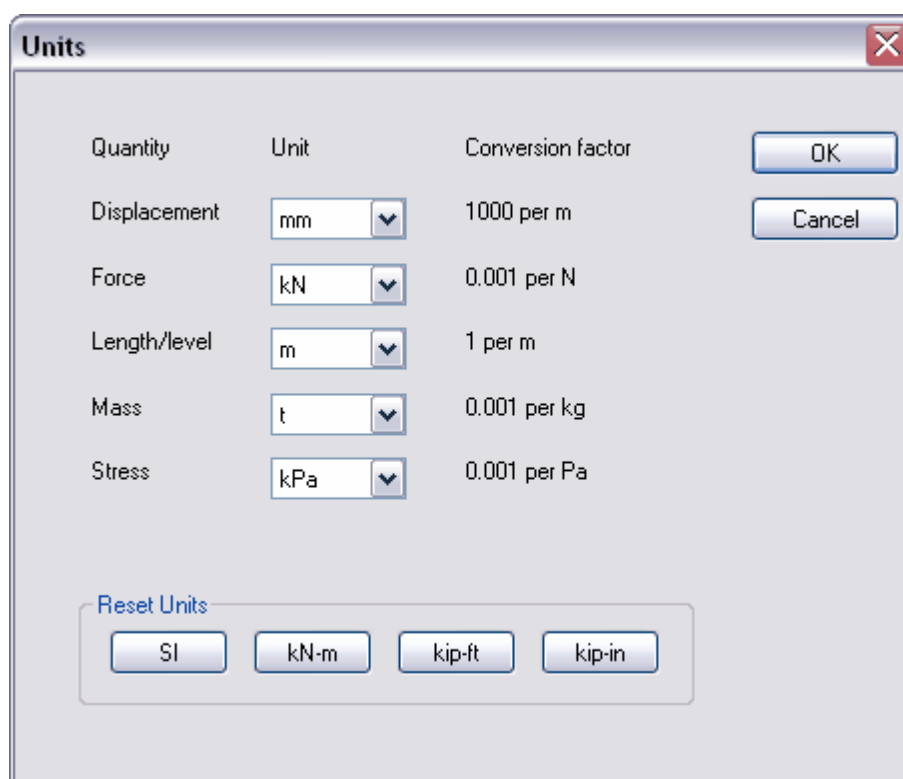 Units
Quantity Unit Conversion factor OK
Displacement mm 1000 per m Cancel
Force kN 0.001 per N
Length/level m 1 per m
Mass t 0.001 per kg
Stress kPa 0.001 per Pa
Reset Units
SI kN-m kip-ft kip-in